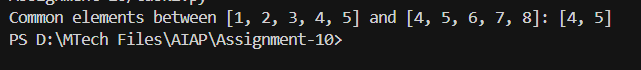 Common elements between [1, 2, 3, 4, 5] and [4, 5, 6, 7, 8]: [4, 5]
PS D:\MTech Files\AIAP\Assignment-10>